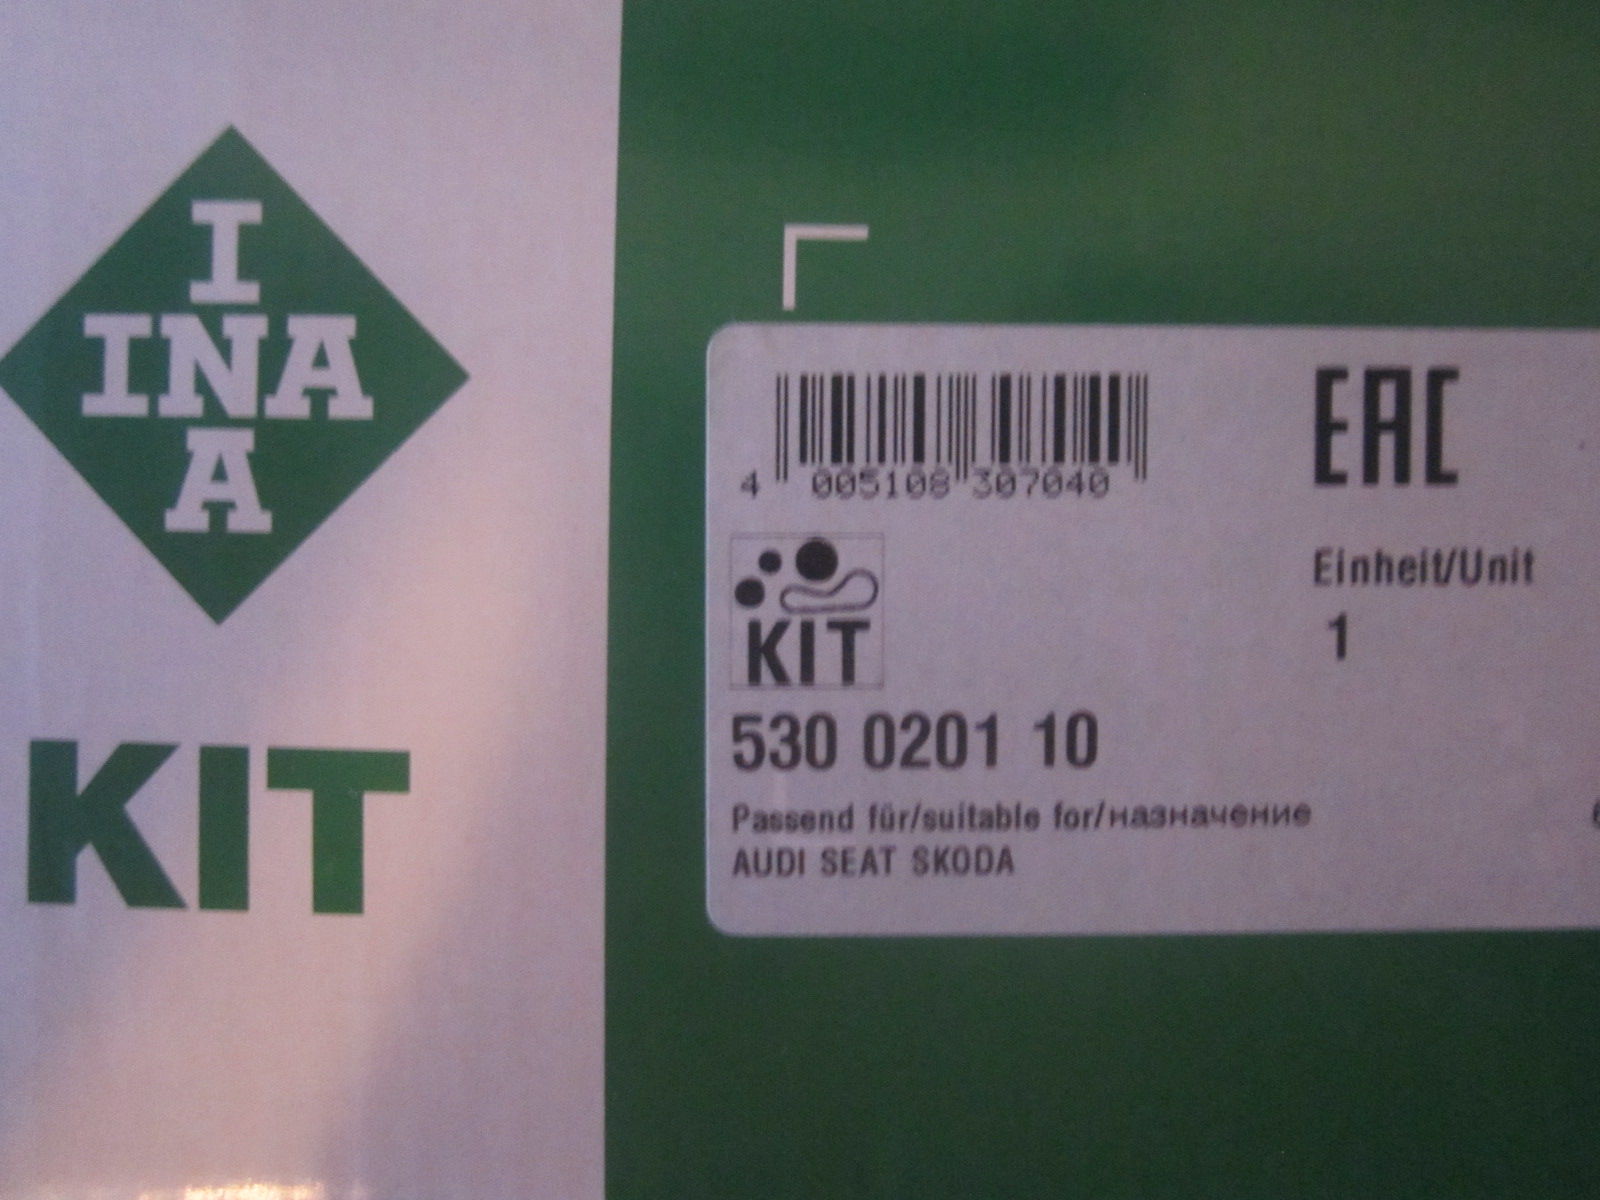 I
INA
A
KIT
4 005108 307040
EAC
KIT
Einheit/Unit
1
530 0201 10
Passend für/suitable for/назначение
AUDI SEAT SKODA